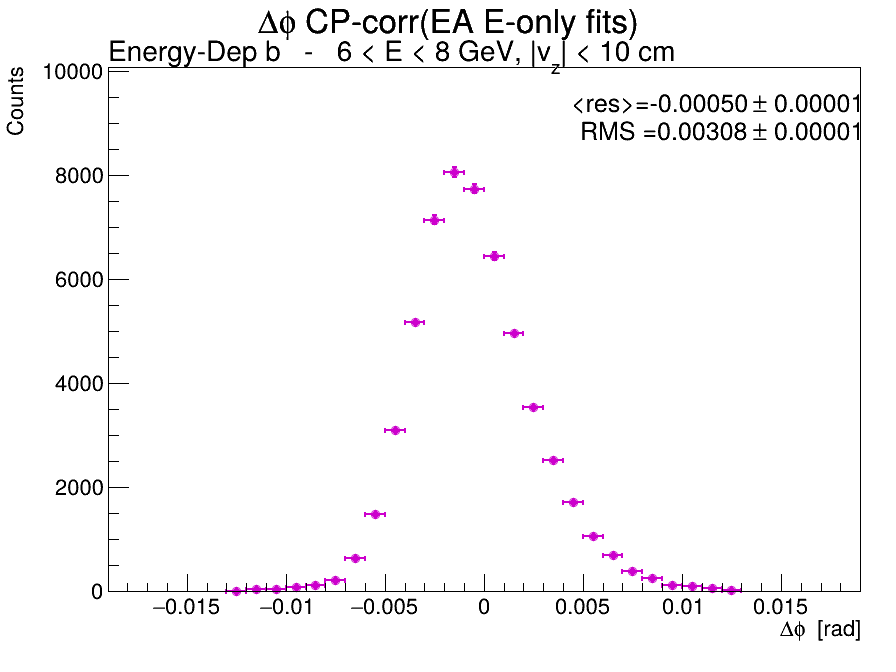 Δϕ CP-corr(EA E-only fits)
Energy-Dep b - 6 < E < 8 GeV, |v_z| < 10 cm
<res>=-0.00050 ± 0.00001
RMS =0.00308 ± 0.00001
Counts
10000
8000
6000
4000
2000
0
−0.015 −0.01 −0.005 0 0.005 0.01 0.015
Δϕ [rad]